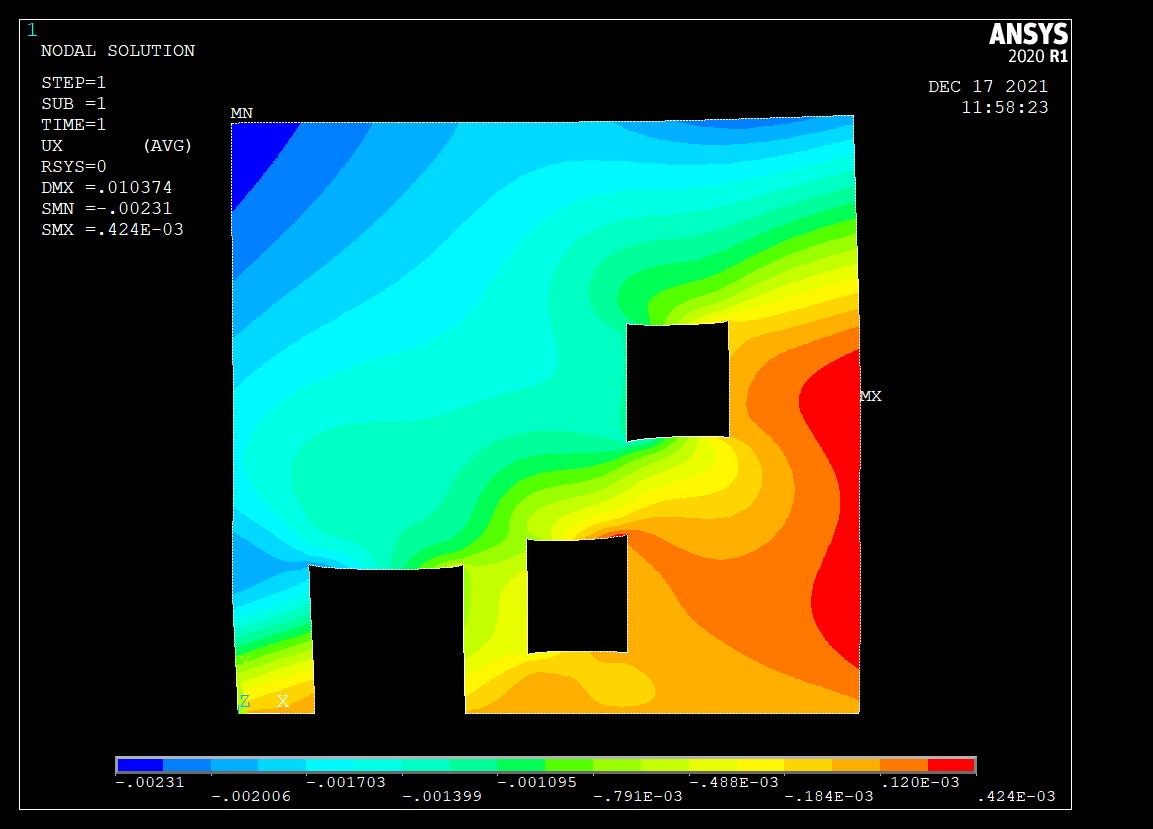 1
NODAL SOLUTION
STEP=1
SUB =1
TIME=1
UX (AVG)
RSYS=0
DMX =.010374
SMN =-.00231
SMX =.424E-03
ANSYS
2020 R1
DEC 17 2021
11:58:23
MN
MX
Y
Z X
-.00231 -.001703 -.001095 -.488E-03 .120E-03
-.002006 -.001399 -.791E-03 -.184E-03 .424E-03